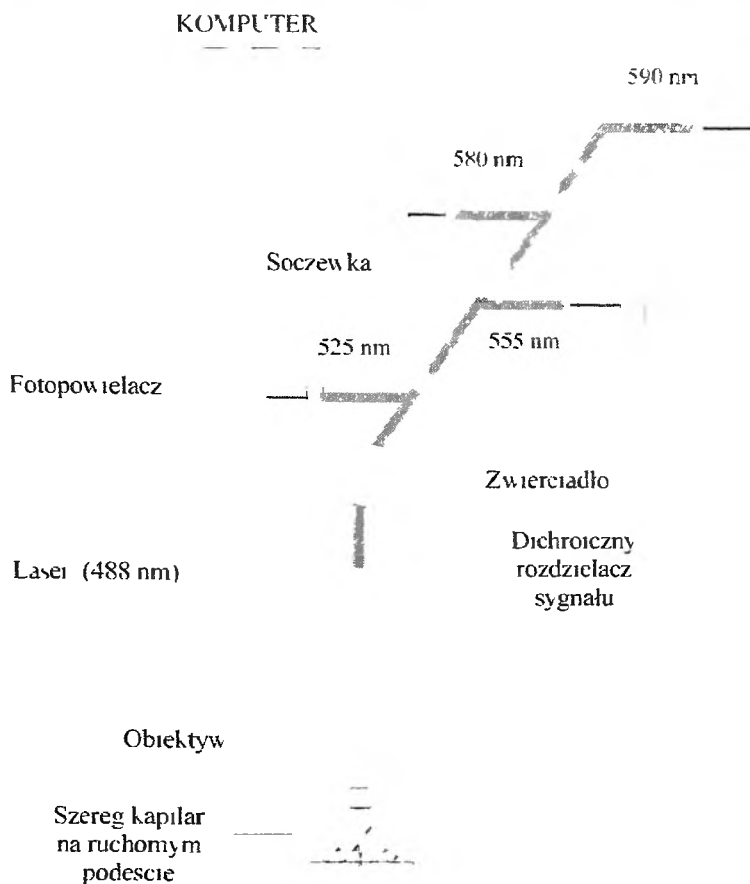 KOMPUTER
590 nm
580 nm
Soczewka
525 nm
555 nm
Fotopowielacz
Zwierciadło
Laser (488 nm)
Dichroiczny
rozdzielacz
sygnału
Obiektyw
Szereg kapilar
na ruchomym
podescie